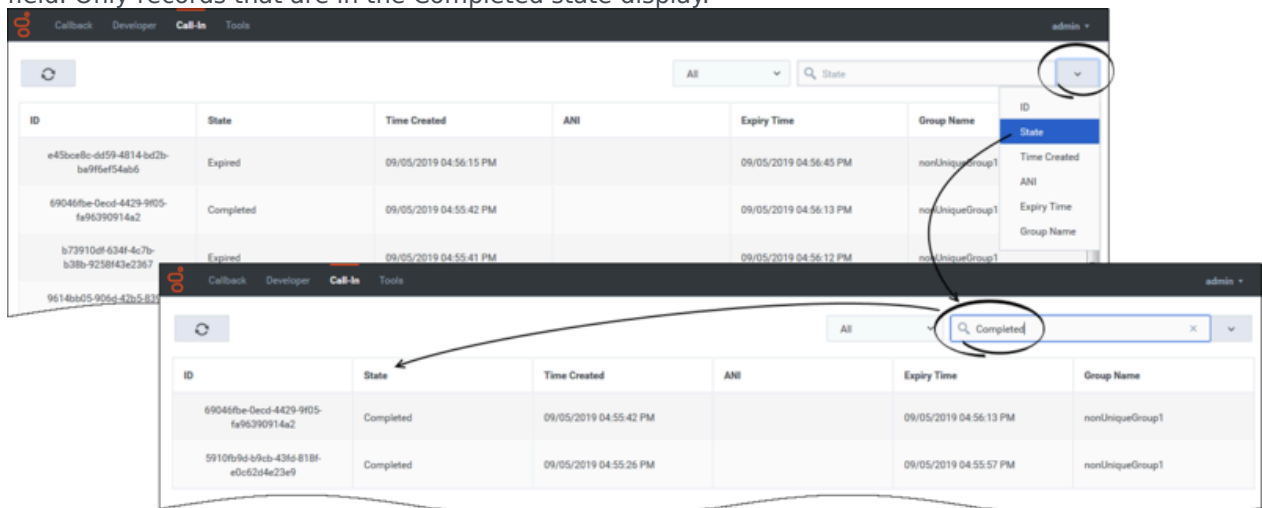 field. Only records that are in the Completed state display.
Callback Developer Call-In Tools admin
All State
ID State Time Created ANI Expiry Time Group Name
ID
State
Time Created
ANI
Expiry Time
Group Name
e45bce8c-dd59-4814-bd2b-
ba9f6ef54ab6
Expired 09/05/2019 04:56:15 PM 09/05/2019 04:56:45 PM nonUniqueGroup1
69046fbe-0ecd-4429-9f05-
fa96390914a2
Completed 09/05/2019 04:55:42 PM 09/05/2019 04:56:13 PM nonUniqueGroup1
b73910df-634f-4c7b-
b38b-9258f43e2367
Expired 09/05/2019 04:55:41 PM 09/05/2019 04:56:12 PM nonUniqueGroup1
9614bb05-906d-42b5-839
Callback Developer Call-In Tools admin
All Completed
ID State Time Created ANI Expiry Time Group Name
69046fbe-0ecd-4429-9f05-
fa96390914a2
Completed 09/05/2019 04:55:42 PM 09/05/2019 04:56:13 PM nonUniqueGroup1
5910fb9d-b9cb-43fd-818f-
e0c62d4e23e9
Completed 09/05/2019 04:55:26 PM 09/05/2019 04:55:57 PM nonUniqueGroup1